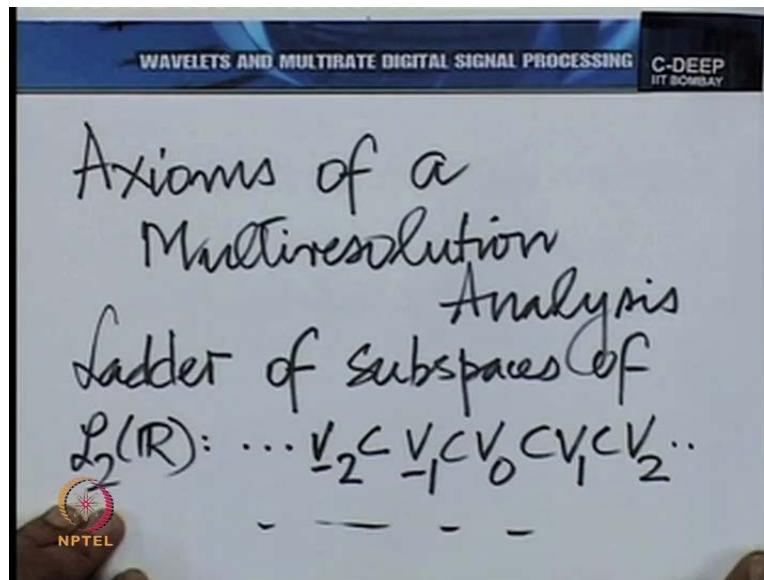 WAVELETS AND MULTIRATE DIGITAL SIGNAL PROCESSING
C-DEEP
IIT BOMBAY
Axioms of a
Multiresolution
Analysis
Ladder of subspaces of
ℒ₂(ℝ): ... V₋₂ ⊂ V₋₁ ⊂ V₀ ⊂ V₁ ⊂ V₂ ..
NPTEL